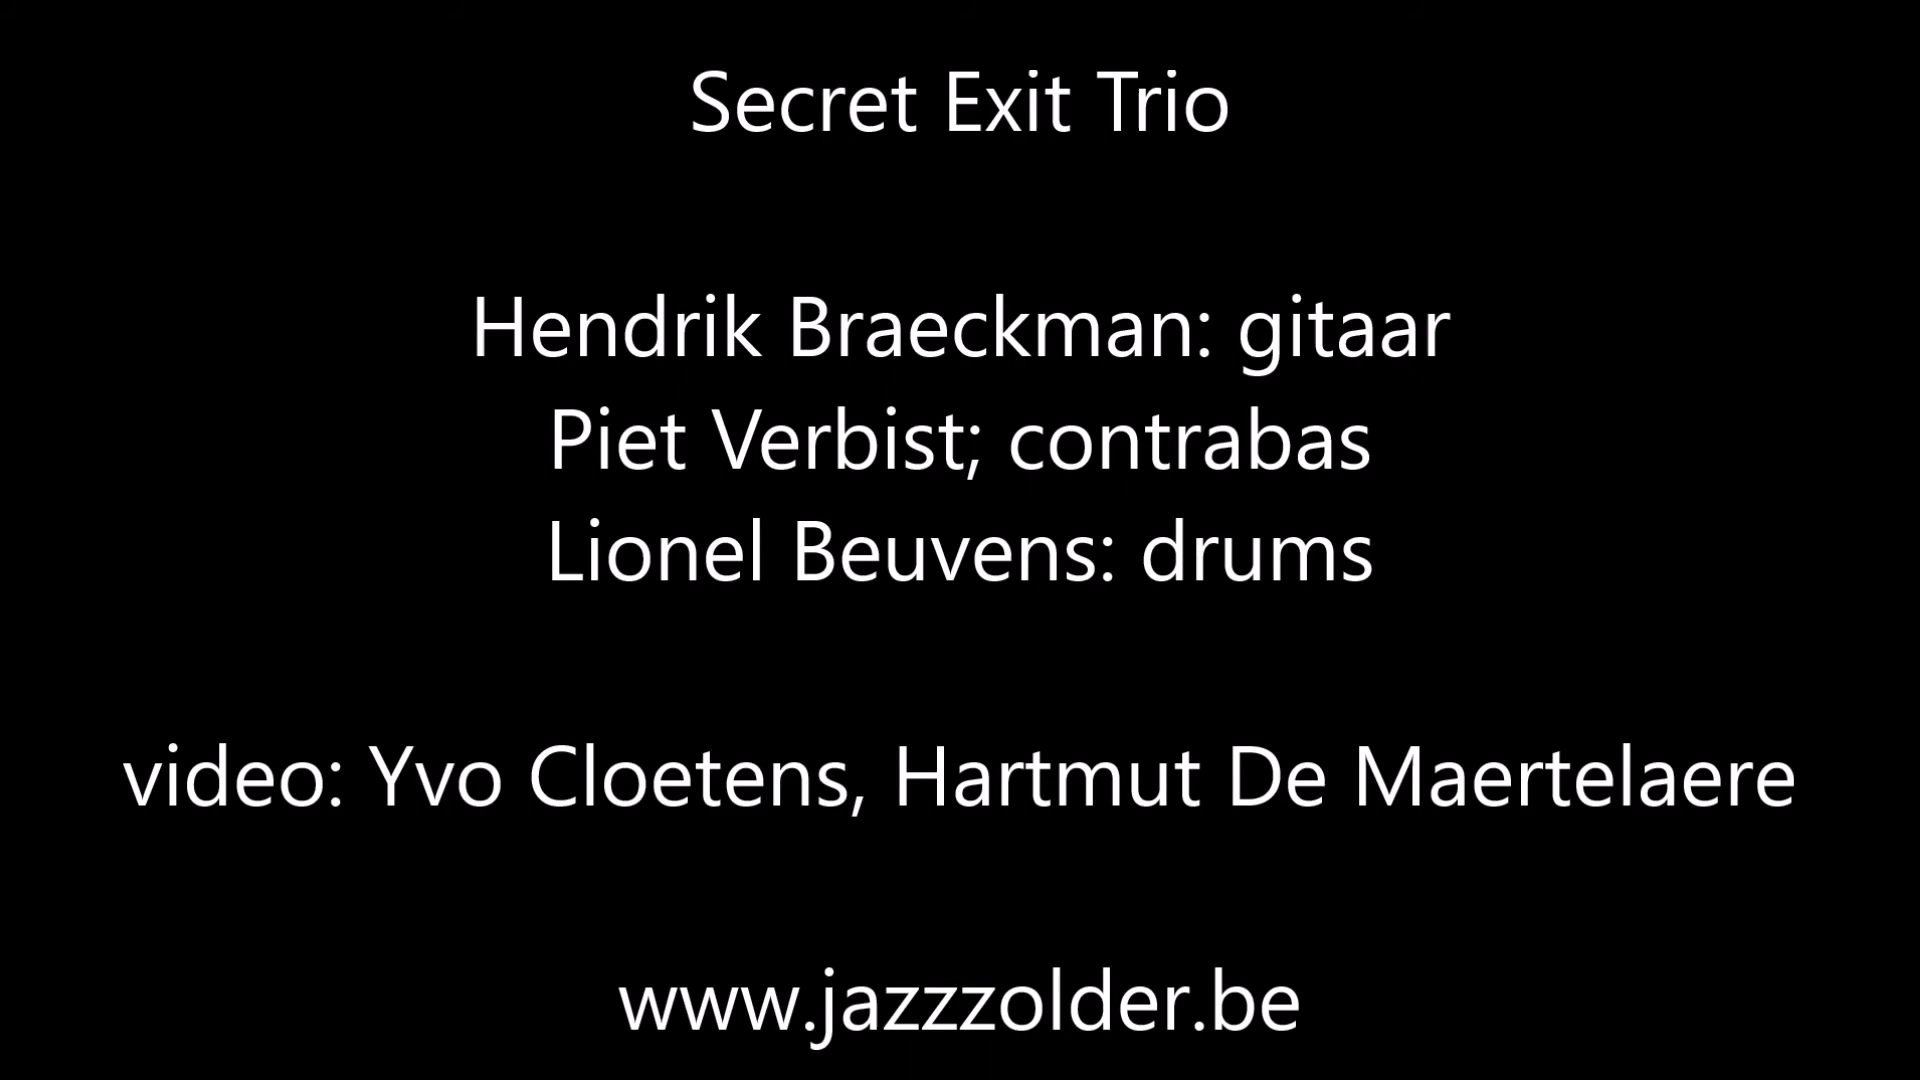 Secret Exit Trio
Hendrik Braeckman: gitaar
Piet Verbist; contrabas
Lionel Beuvens: drums
video: Yvo Cloetens, Hartmut De Maertelaere
www.jazzzolder.be